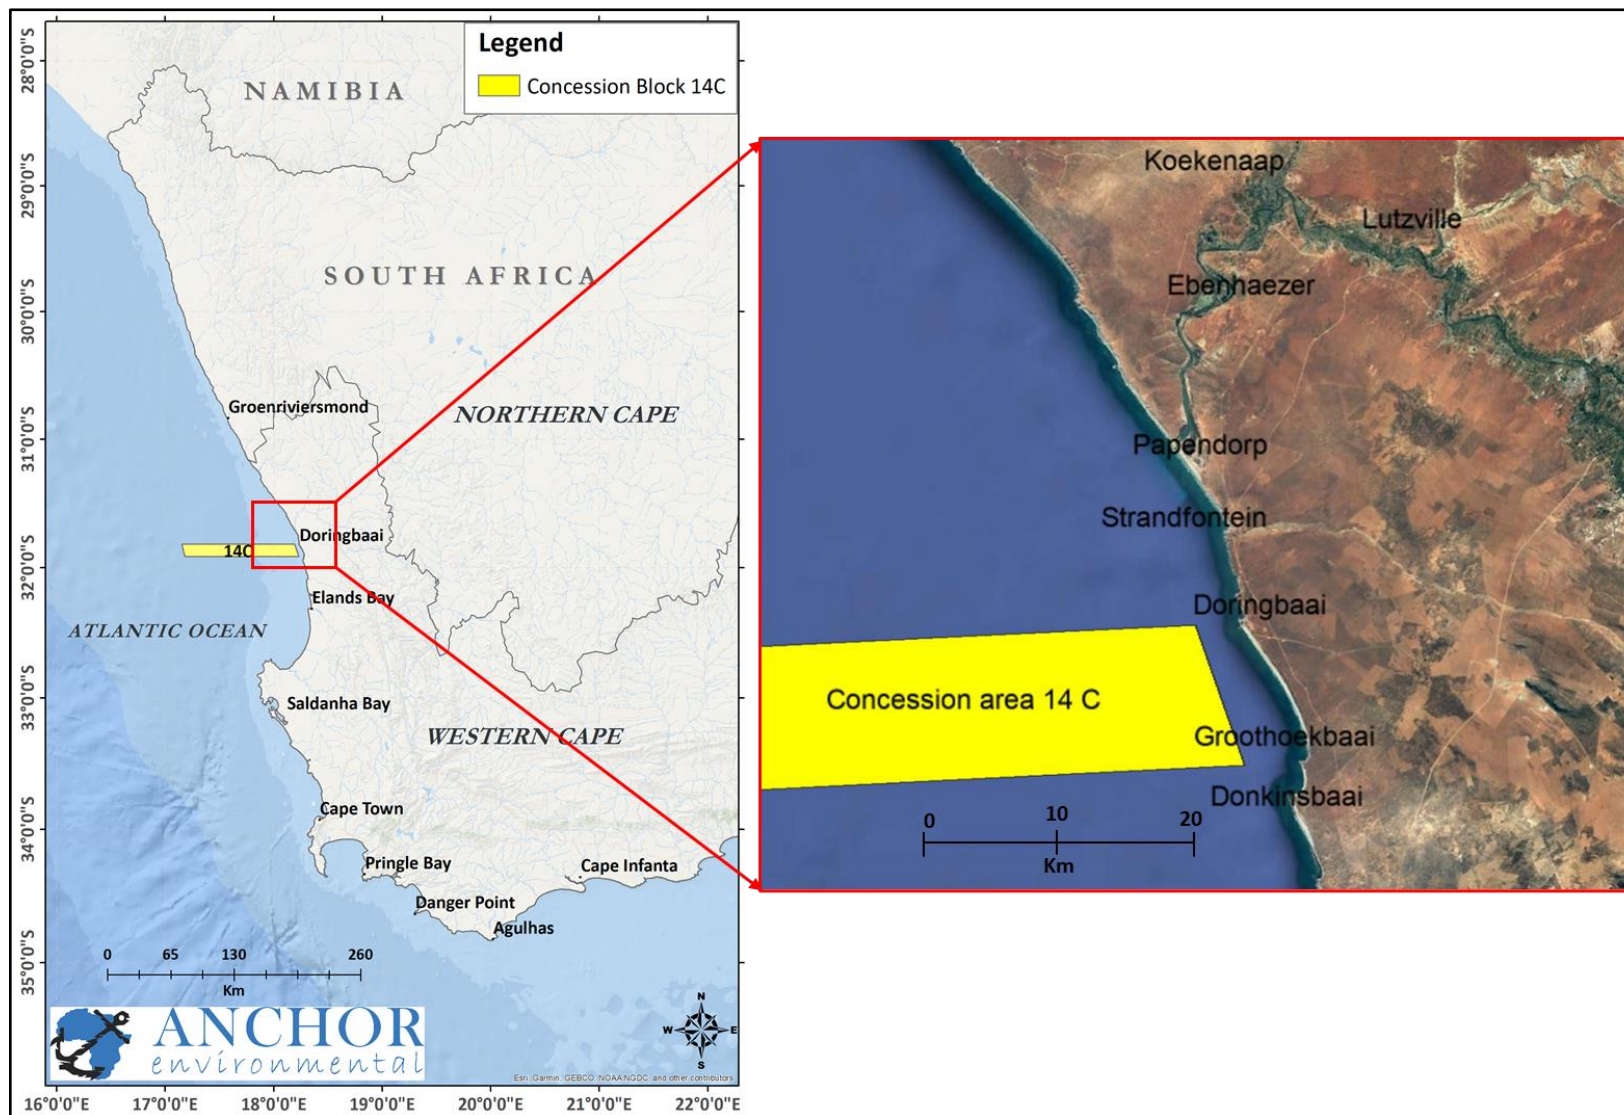 Legend
Concession Block 14C
NAMIBIA
SOUTH AFRICA
Groenriviersmond
NORTHERN CAPE
Doringbaai
14C
Elands Bay
ATLANTIC OCEAN
Saldanha Bay
WESTERN CAPE
Cape Town
Pringle Bay
Cape Infanta
Danger Point
Agulhas
0 65 130 260
Km
ANCHOR
environmental
N
W E
S
Esri, Garmin, GEBCO, NOAA NGDC, and other contributors
28°0'0"S
29°0'0"S
30°0'0"S
31°0'0"S
32°0'0"S
33°0'0"S
34°0'0"S
35°0'0"S
16°0'0"E 17°0'0"E 18°0'0"E 19°0'0"E 20°0'0"E 21°0'0"E 22°0'0"E
Koekenaap
Lutzville
Ebenhaezer
Papendorp
Strandfontein
Doringbaai
Concession area 14 C
Groothoekbaai
Donkinsbaai
0 10 20
Km